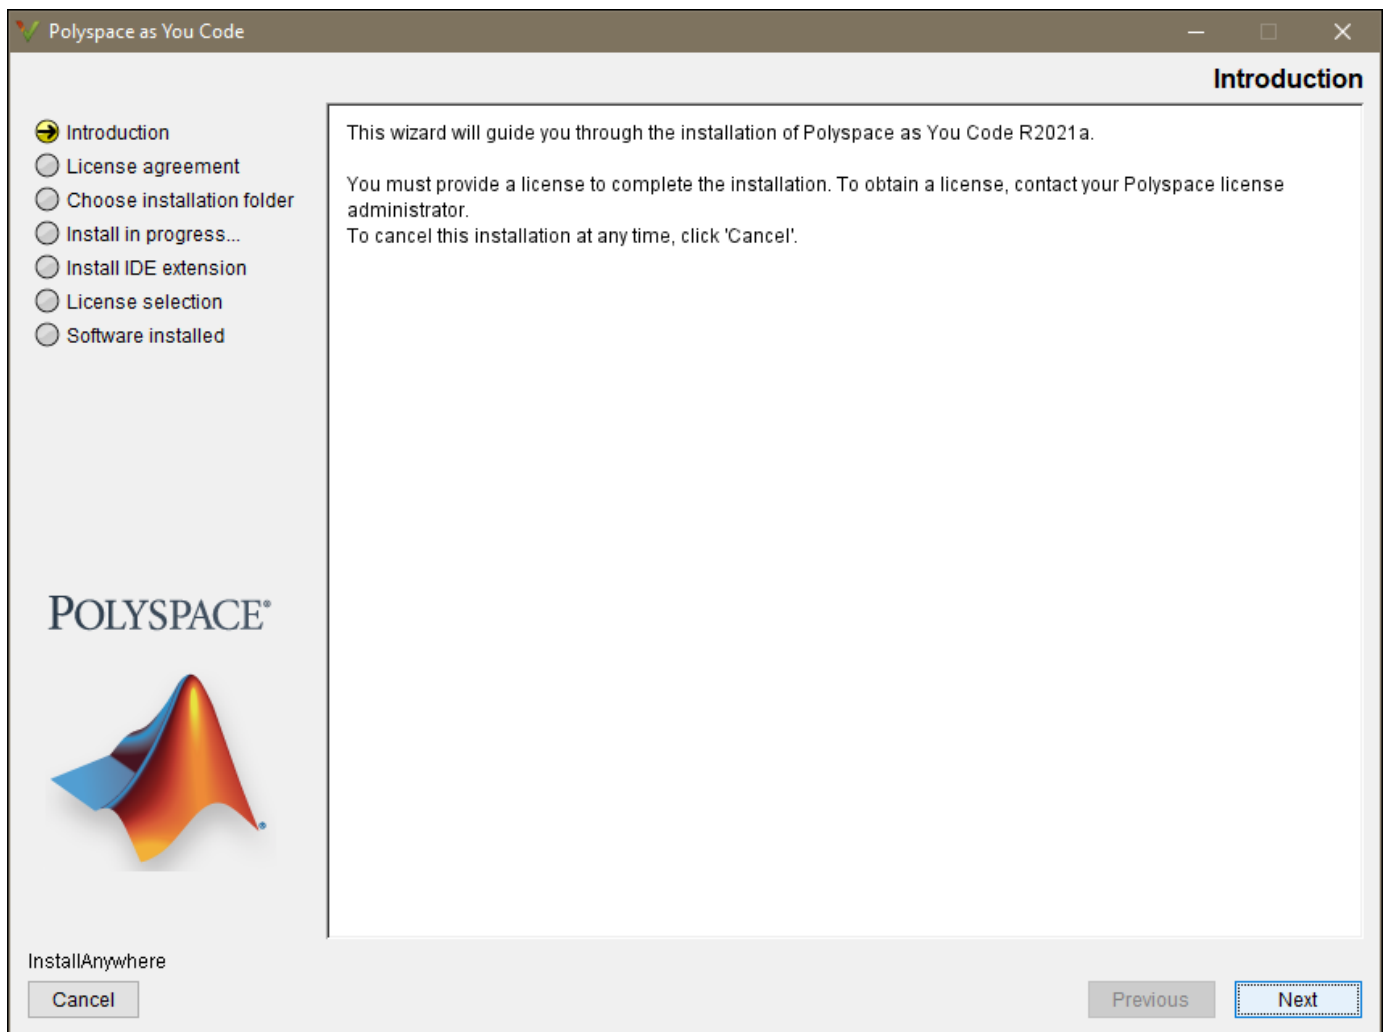 Polyspace as You Code
Introduction
Introduction
License agreement
Choose installation folder
Install in progress...
Install IDE extension
License selection
Software installed
This wizard will guide you through the installation of Polyspace as You Code R2021a.
You must provide a license to complete the installation. To obtain a license, contact your Polyspace license
administrator.
To cancel this installation at any time, click 'Cancel'.
POLYSPACE®
InstallAnywhere
Cancel
Previous
Next